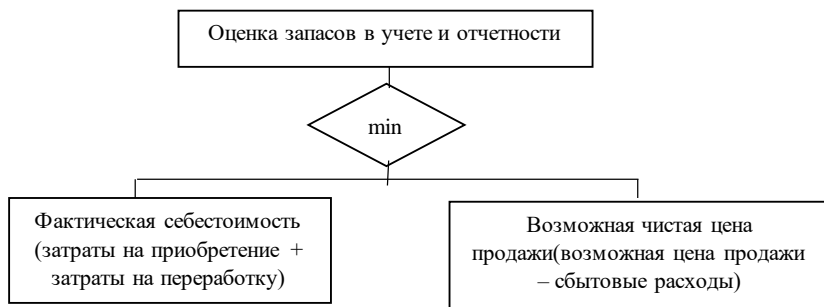 Оценка запасов в учете и отчетности
min
Фактическая себестоимость
(затраты на приобретение +
затраты на переработку)
Возможная чистая цена
продажи(возможная цена продажи
– сбытовые расходы)